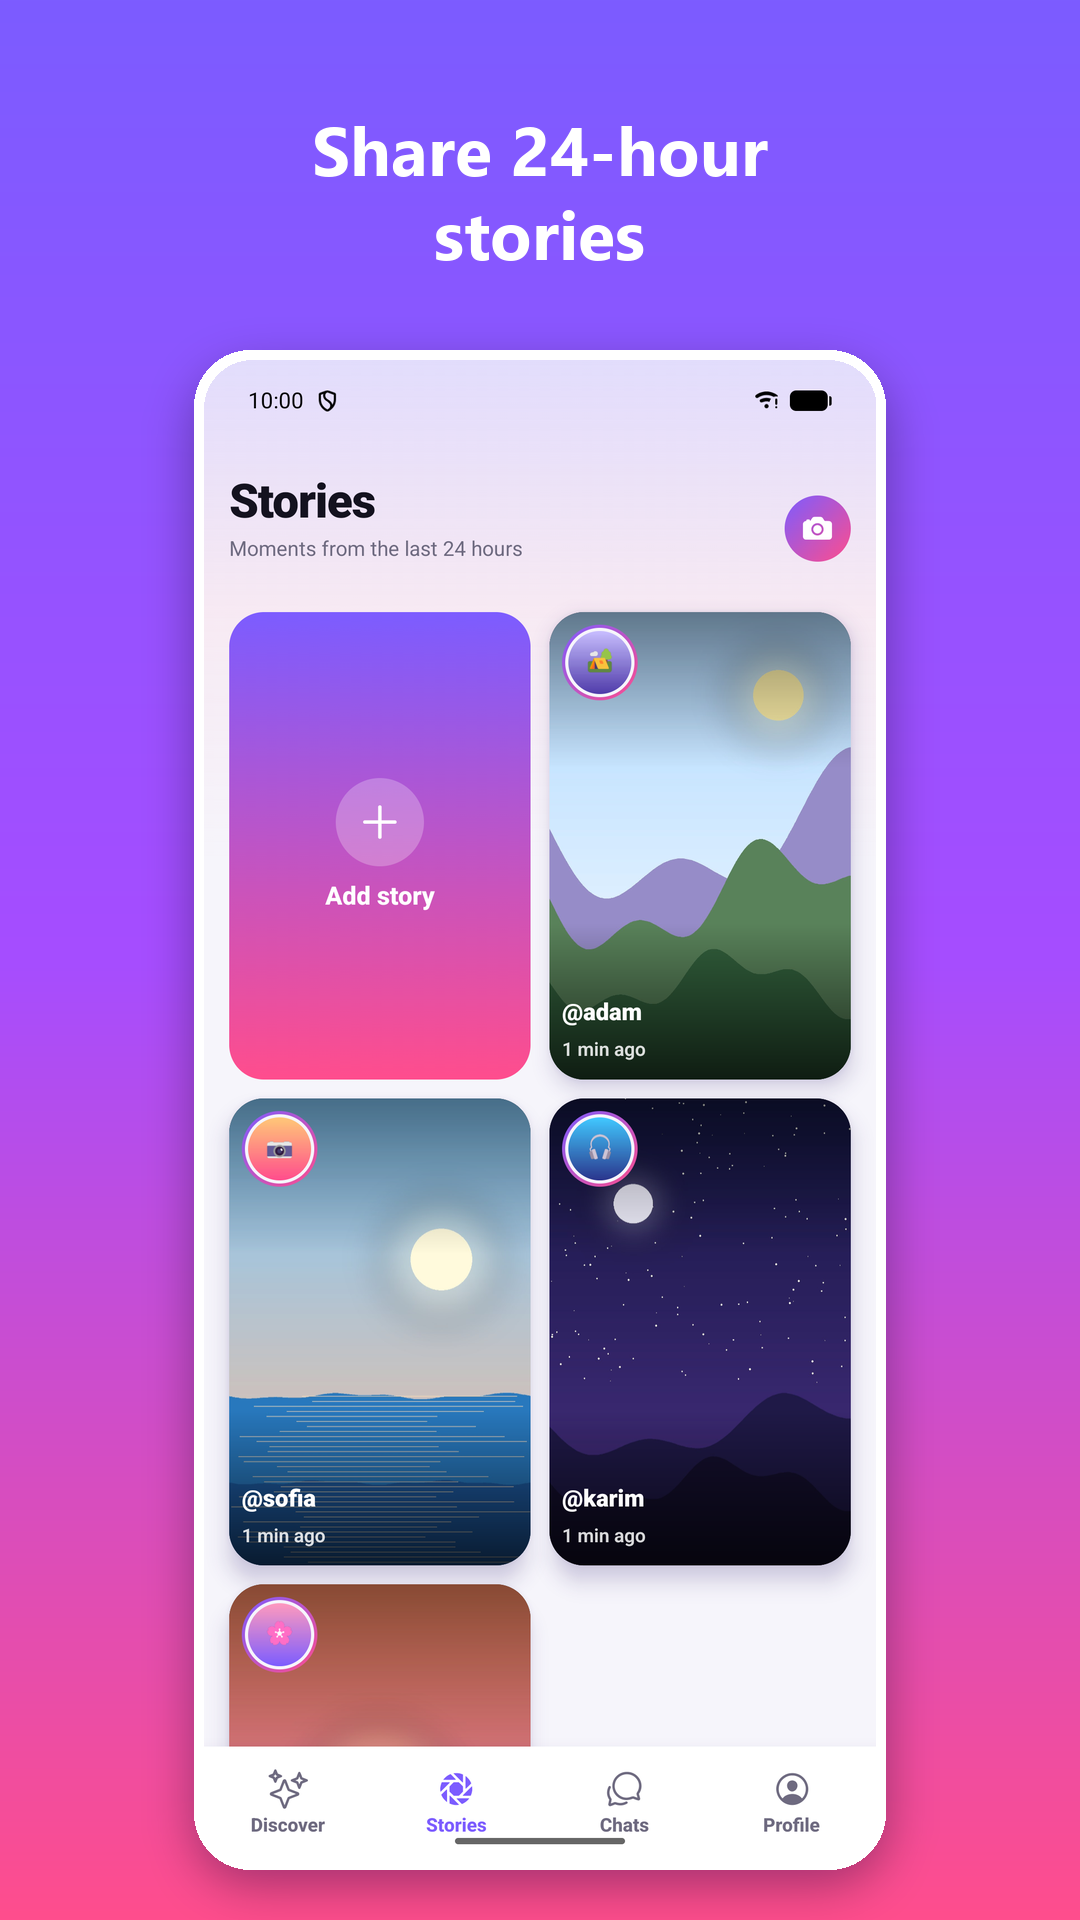 Share 24-hour
stories
10:00
Stories
Moments from the last 24 hours
Add story
@adam
1 min ago
@sofia
1 min ago
@karim
1 min ago
Discover
Stories
Chats
Profile